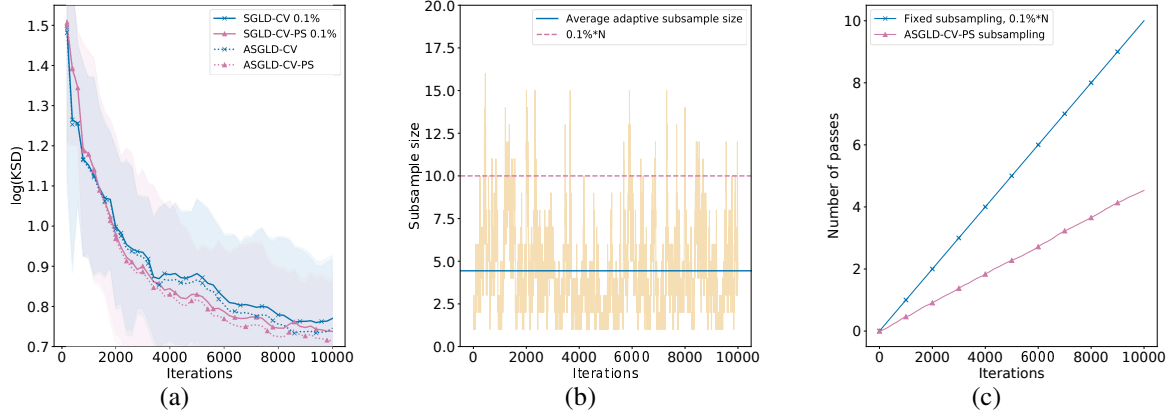 SGLD-CV 0.1%
SGLD-CV-PS 0.1%
ASGLD-CV
ASGLD-CV-PS
log(KSD)
1.5
1.4
1.3
1.2
1.1
1.0
0.9
0.8
0.7
0 2000 4000 6000 8000 10000
Iterations
(a)
Average adaptive subsample size
0.1%*N
Subsample size
20.0
17.5
15.0
12.5
10.0
7.5
5.0
2.5
0.0
0 2000 4000 6000 8000 10000
Iterations
(b)
Fixed subsampling, 0.1%*N
ASGLD-CV-PS subsampling
Number of passes
10
8
6
4
2
0
0 2000 4000 6000 8000 10000
Iterations
(c)